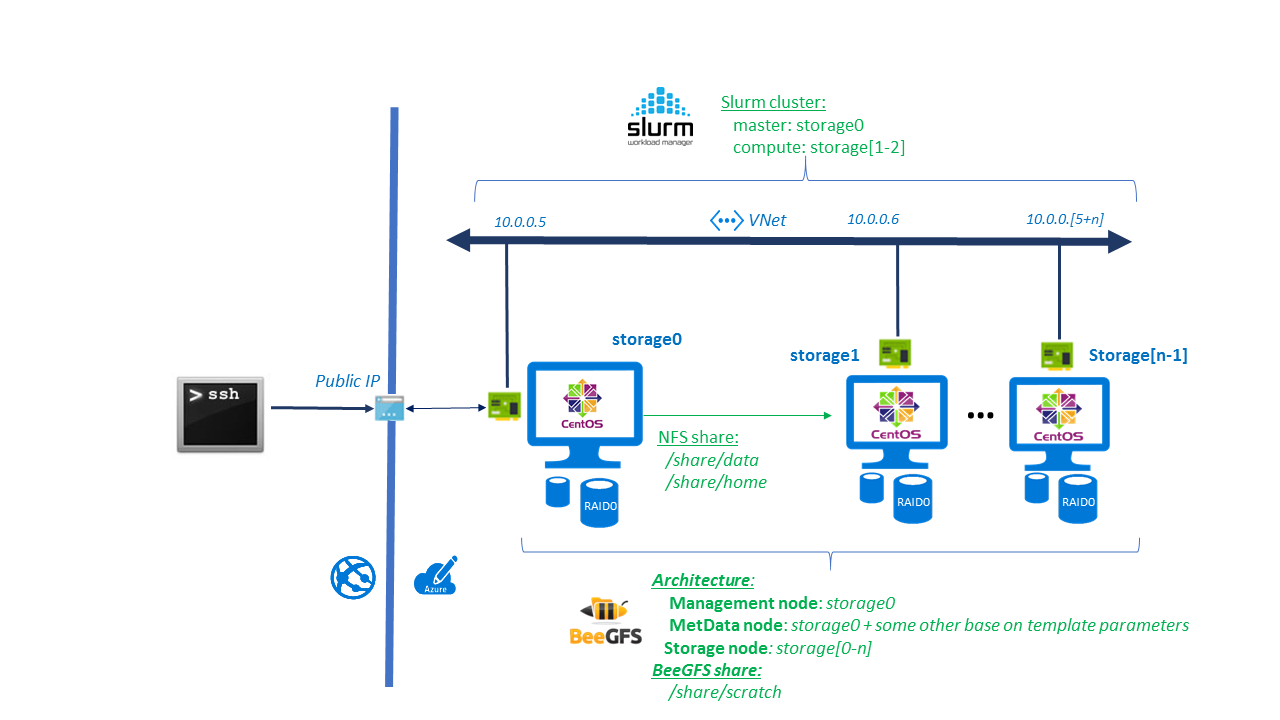 slurm
workload manager
Slurm cluster:
master: storage0
compute: storage[1-2]
10.0.0.5
VNet
10.0.0.6
10.0.0.[5+n]
storage0
storage1
Storage[n-1]
Public IP
>ssh
CentOS
CentOS
...
CentOS
NFS share:
/share/data
/share/home
RAID0
RAID0
RAID0
Azure
Architecture:
Management node: storage0
MetData node: storage0 + some other base on template parameters
Storage node: storage[0-n]
BeeGFS share:
/share/scratch
BeeGFS